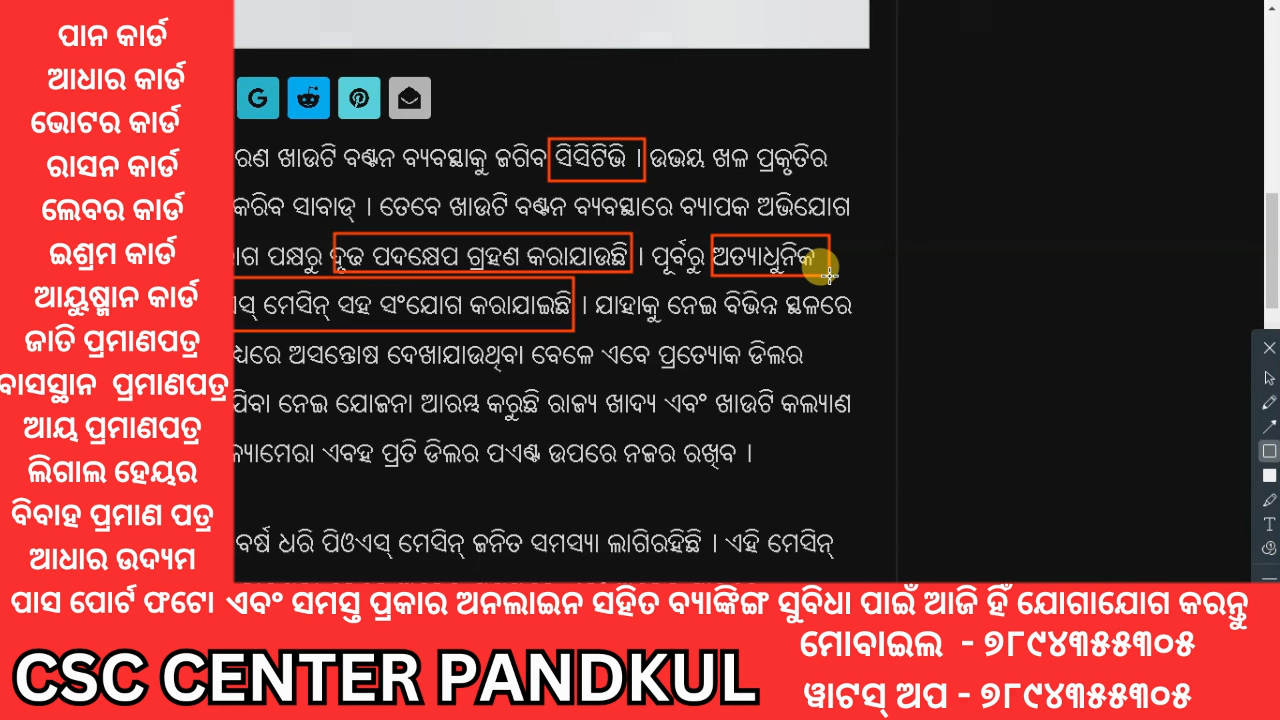 ପାନ କାର୍ଡ
ଆଧାର କାର୍ଡ
ଭୋଟର କାର୍ଡ
ରାସନ କାର୍ଡ
ଲେବର କାର୍ଡ
ଇଶ୍ରମ କାର୍ଡ
ଆୟୁଷ୍ମାନ କାର୍ଡ
ଜାତି ପ୍ରମାଣପତ୍ର
ବାସସ୍ଥାନ ପ୍ରମାଣପତ୍ର
ଆୟ ପ୍ରମାଣପତ୍ର
ଲିଗାଲ ହେୟର
ବିବାହ ପ୍ରମାଣ ପତ୍ର
ଆଧାର ଉଦ୍ୟମ
ରଣ ଖାଉଟି ବଣ୍ଟନ ବ୍ୟବସ୍ଥାକୁ ଜଗିବ ସିସିଟିଭି । ଉଭୟ ଖଳ ପ୍ରକୃତିର
କରିବ ସାବାଡ୍ । ତେବେ ଖାଉଟି ବଣ୍ଟନ ବ୍ୟବସ୍ଥାରେ ବ୍ୟାପକ ଅଭିଯୋଗ
ପକ୍ଷରୁ ଦୃଢ ପଦକ୍ଷେପ ଗ୍ରହଣ କରାଯାଉଛି । ପୂର୍ବରୁ ଅତ୍ୟାଧୁନିକ
ମେସିନ୍ ସହ ସଂଯୋଗ କରାଯାଇଛି । ଯାହାକୁ ନେଇ ବିଭିନ୍ନ ସ୍ଥଳରେ
ଅସନ୍ତୋଷ ଦେଖାଯାଉଥିବା ବେଳେ ଏବେ ପ୍ରତ୍ୟେକ ଡିଲର
ନେଇ ଯୋଜନା ଆରମ୍ଭ କରୁଛି ରାଜ୍ୟ ଖାଦ୍ୟ ଏବଂ ଖାଉଟି କଲ୍ୟାଣ
ଏବହ ପ୍ରତି ଡିଲର ପଏଣ୍ଟ ଉପରେ ନଜର ରଖିବ ।
ବର୍ଷ ଧରି ପିଓଏସ୍ ମେସିନ୍ ଜନିତ ସମସ୍ୟା ଲାଗିରହିଛି । ଏହି ମେସିନ୍
ପାସ ପୋର୍ଟ ଫଟୋ ଏବଂ ସମସ୍ତ ପ୍ରକାର ଅନଲାଇନ ସହିତ ବ୍ୟାଙ୍କିଙ୍ଗ ସୁବିଧା ପାଇଁ ଆଜି ହିଁ ଯୋଗାଯୋଗ କରନ୍ତୁ
CSC CENTER PANDKUL
ମୋବାଇଲ - ୭୮୯୪୩୫୫୩୦୫
ୱାଟସ୍ ଅପ - ୭୮୯୪୩୫୫୩୦୫